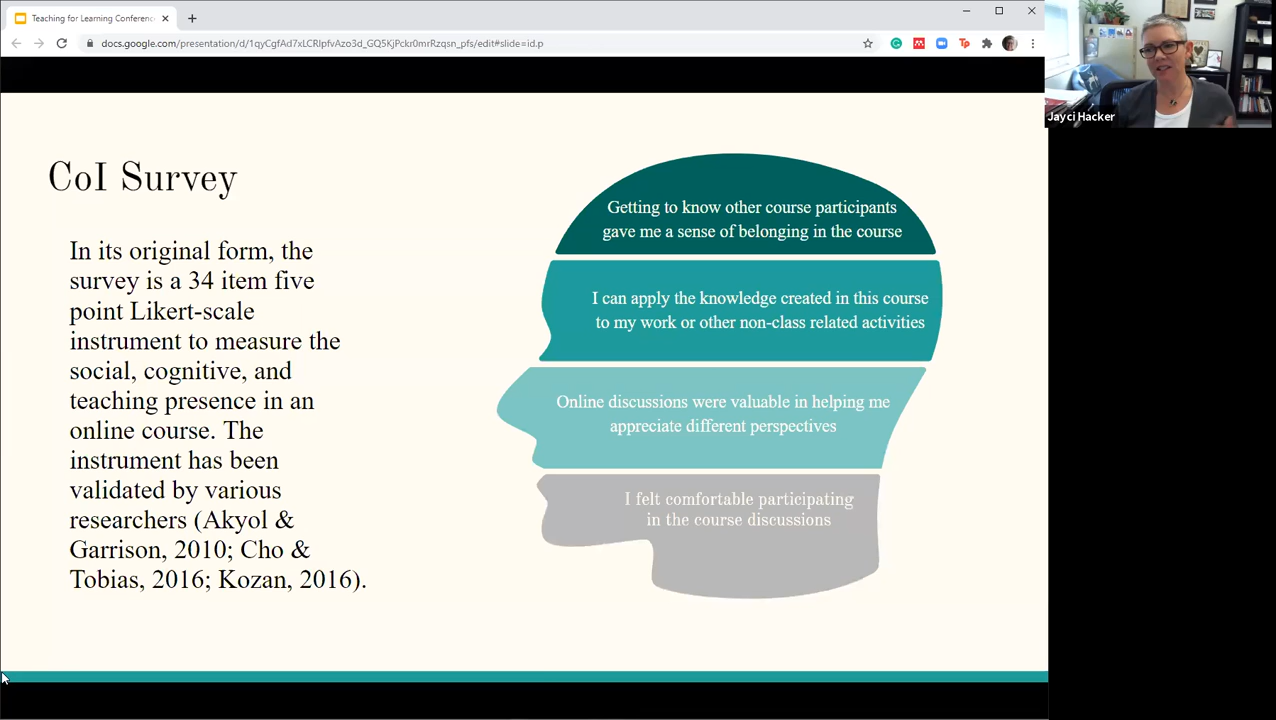 Teaching for Learning Conferenc
docs.google.com/presentation/d/1qyCgfAd7xLCRIpfvAzo3d_GQ5KjPckr0mrRzqsn_pfs/edit#slide=id.p
Jayci Hacker
CoI Survey
In its original form, the
survey is a 34 item five
point Likert-scale
instrument to measure the
social, cognitive, and
teaching presence in an
online course. The
instrument has been
validated by various
researchers (Akyol &
Garrison, 2010; Cho &
Tobias, 2016; Kozan, 2016).
Getting to know other course participants
gave me a sense of belonging in the course
I can apply the knowledge created in this course
to my work or other non-class related activities
Online discussions were valuable in helping me
appreciate different perspectives
I felt comfortable participating
in the course discussions